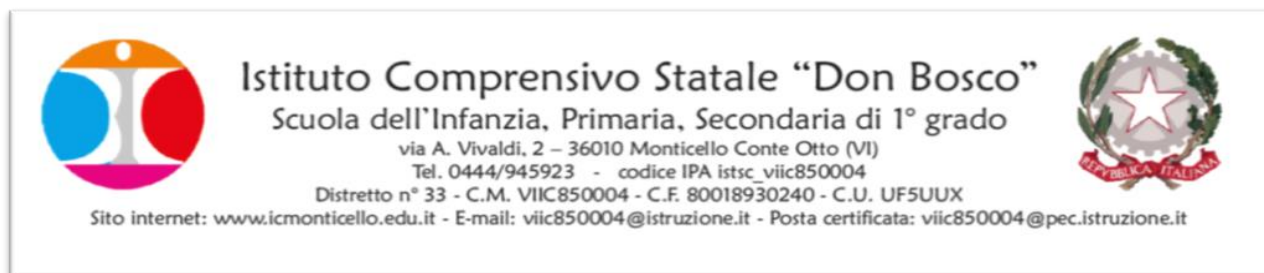 Istituto Comprensivo Statale “Don Bosco”
Scuola dell'Infanzia, Primaria, Secondaria di 1° grado
via A. Vivaldi, 2 – 36010 Monticello Conte Otto (VI)
Tel. 0444/945923 - codice IPA istsc_viic850004
Distretto n° 33 - C.M. VIIC850004 - C.F. 80018930240 - C.U. UF5UUX
Sito internet: www.icmonticello.edu.it - E-mail: viic850004@istruzione.it - Posta certificata: viic850004@pec.istruzione.it
REPVBBLICA ITALIANA